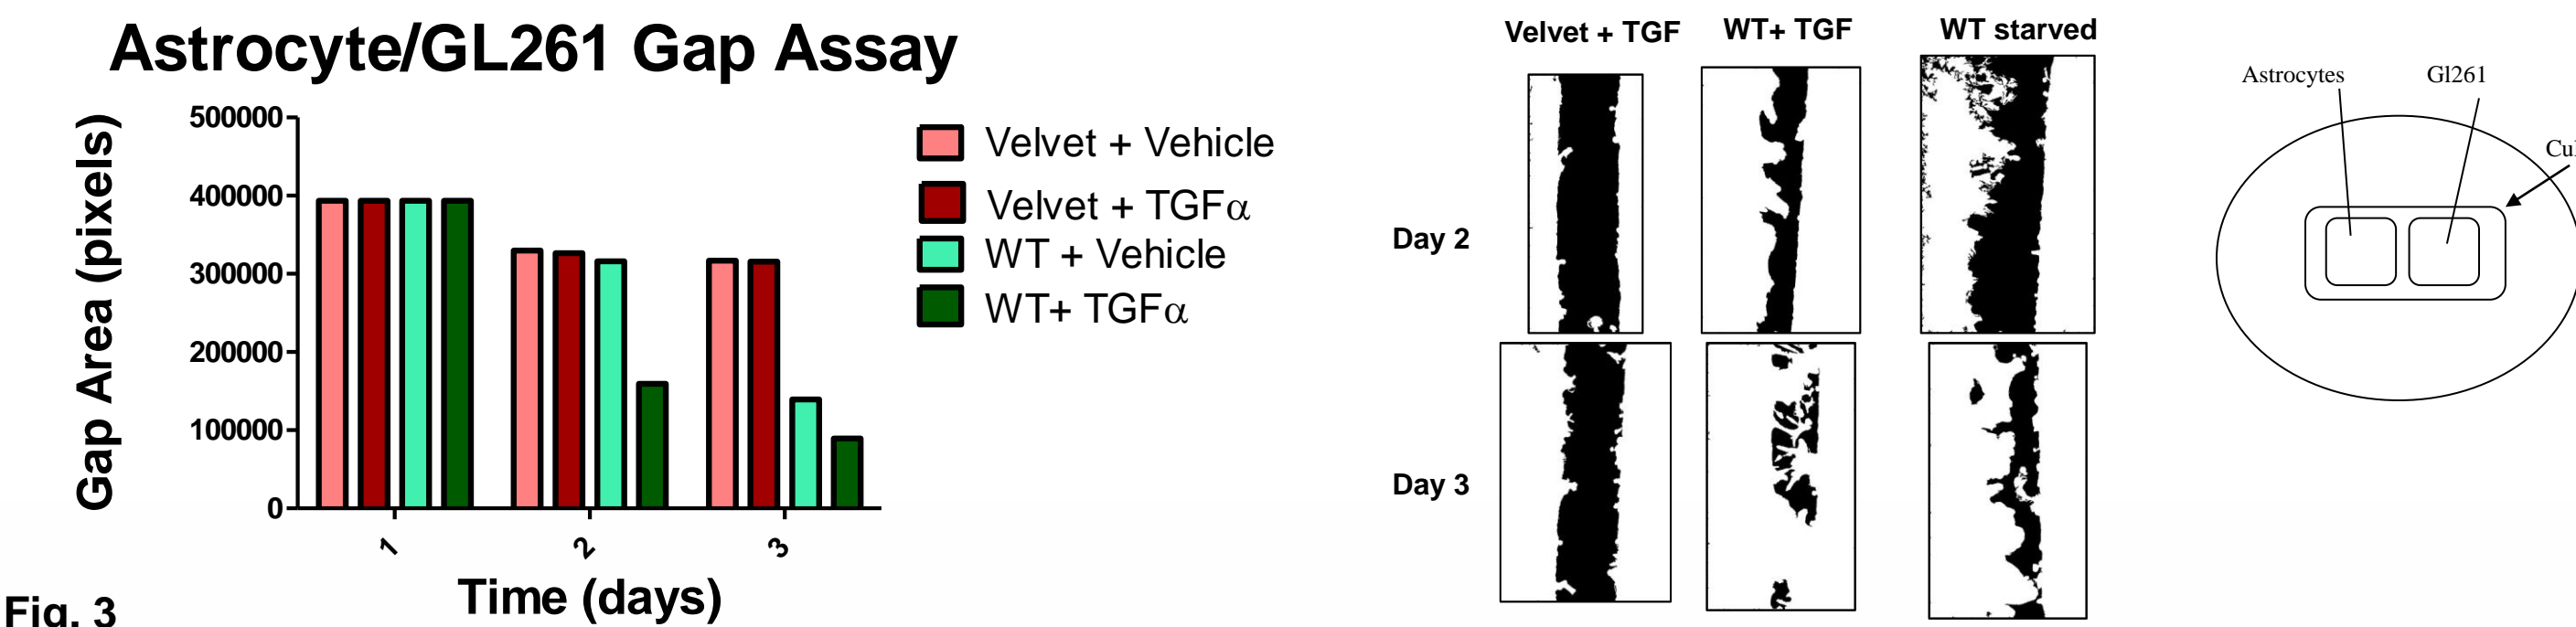 Astrocyte/GL261 Gap Assay
Gap Area (pixels)
500000
400000
300000
200000
100000
0
1
2
3
Time (days)
Velvet + Vehicle
Velvet + TGFα
WT + Vehicle
WT+ TGFα
Velvet + TGF
WT+ TGF
WT starved
Day 2
Day 3
Astrocytes
Gl261
Fig. 3